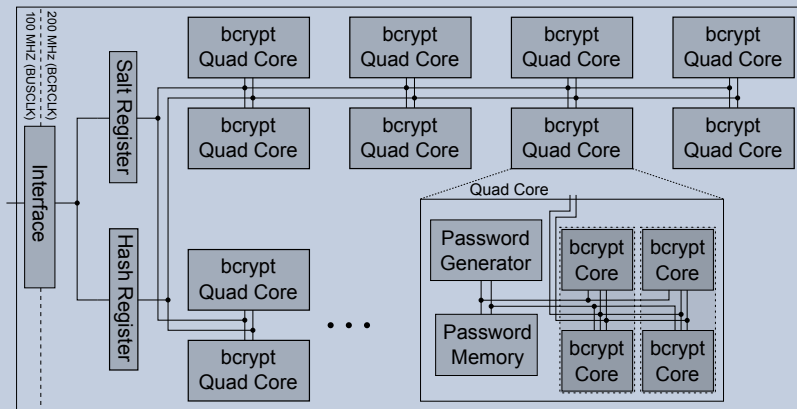 200 MHz (BCRCLK)
100 MHZ (BUSCLK)
Interface
Salt Register
Hash Register
bcrypt
Quad Core
bcrypt
Quad Core
bcrypt
Quad Core
bcrypt
Quad Core
bcrypt
Quad Core
bcrypt
Quad Core
bcrypt
Quad Core
bcrypt
Quad Core
bcrypt
Quad Core
bcrypt
Quad Core
• • •
Quad Core
Password
Generator
Password
Memory
bcrypt
Core
bcrypt
Core
bcrypt
Core
bcrypt
Core